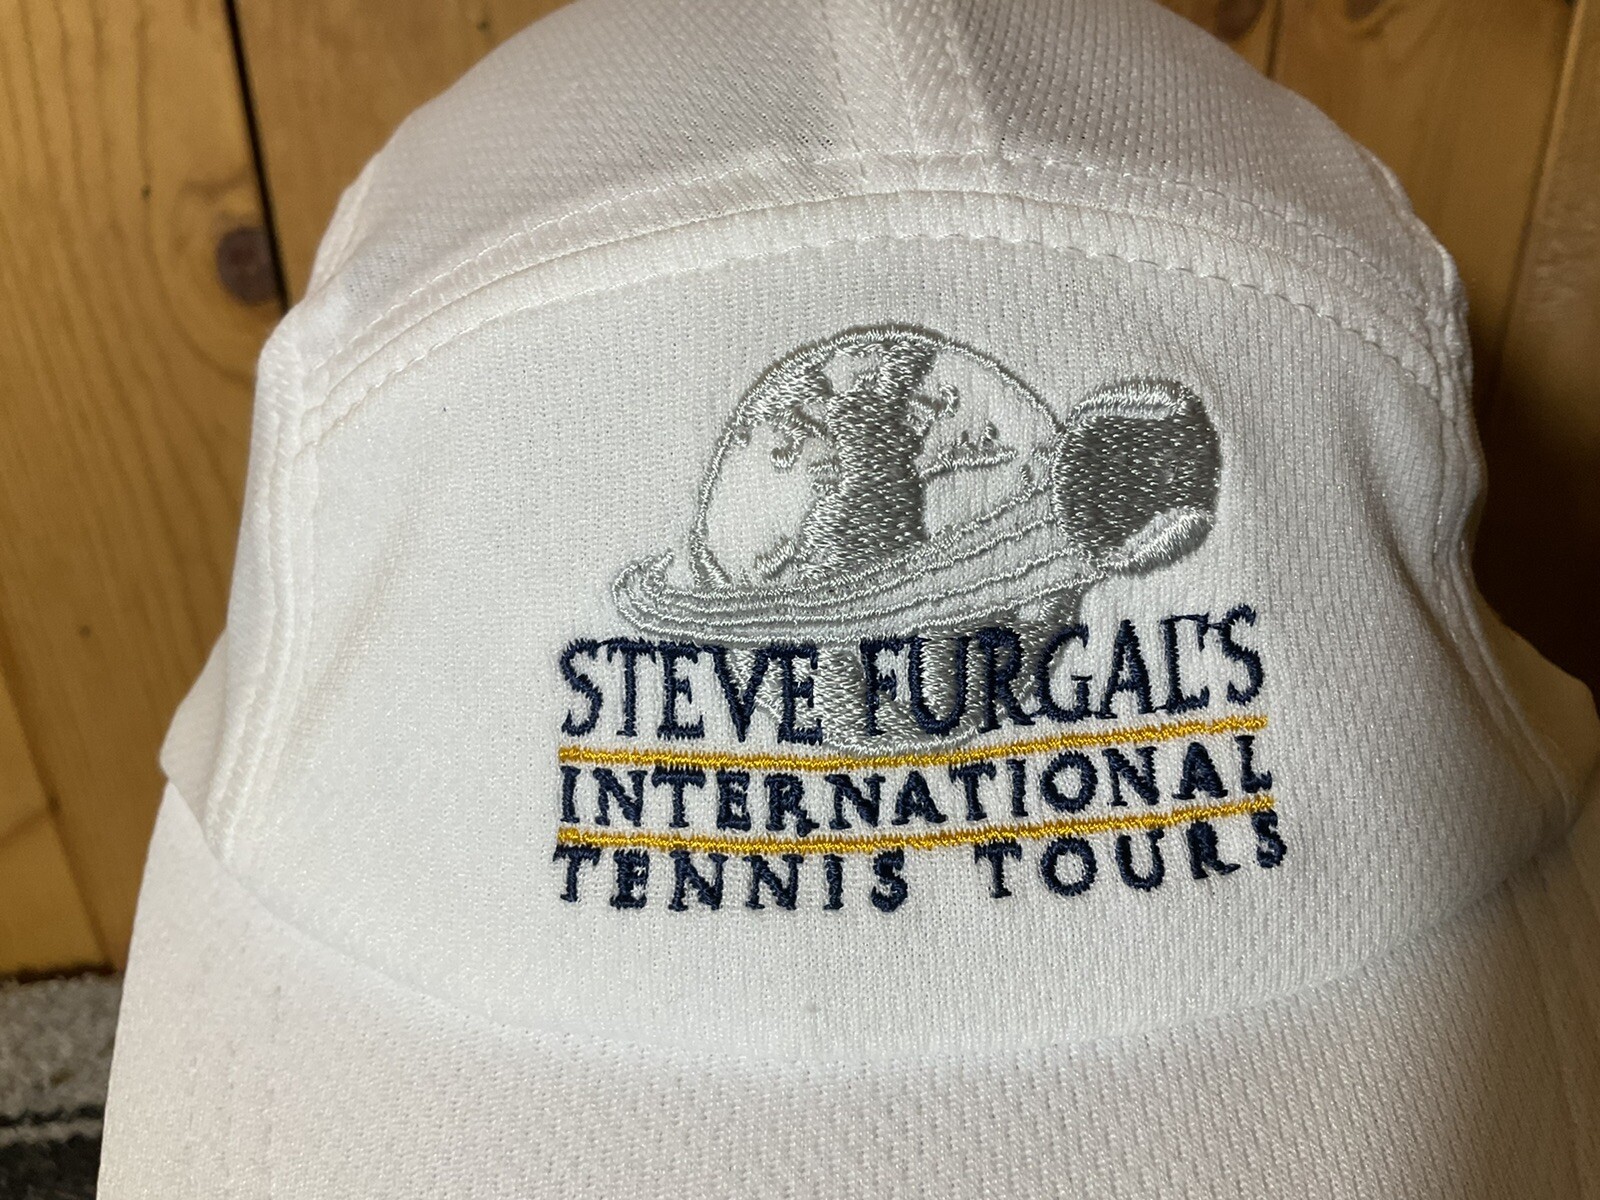 STEVE FURGAL'S
INTERNATIONAL
TENNIS TOURS